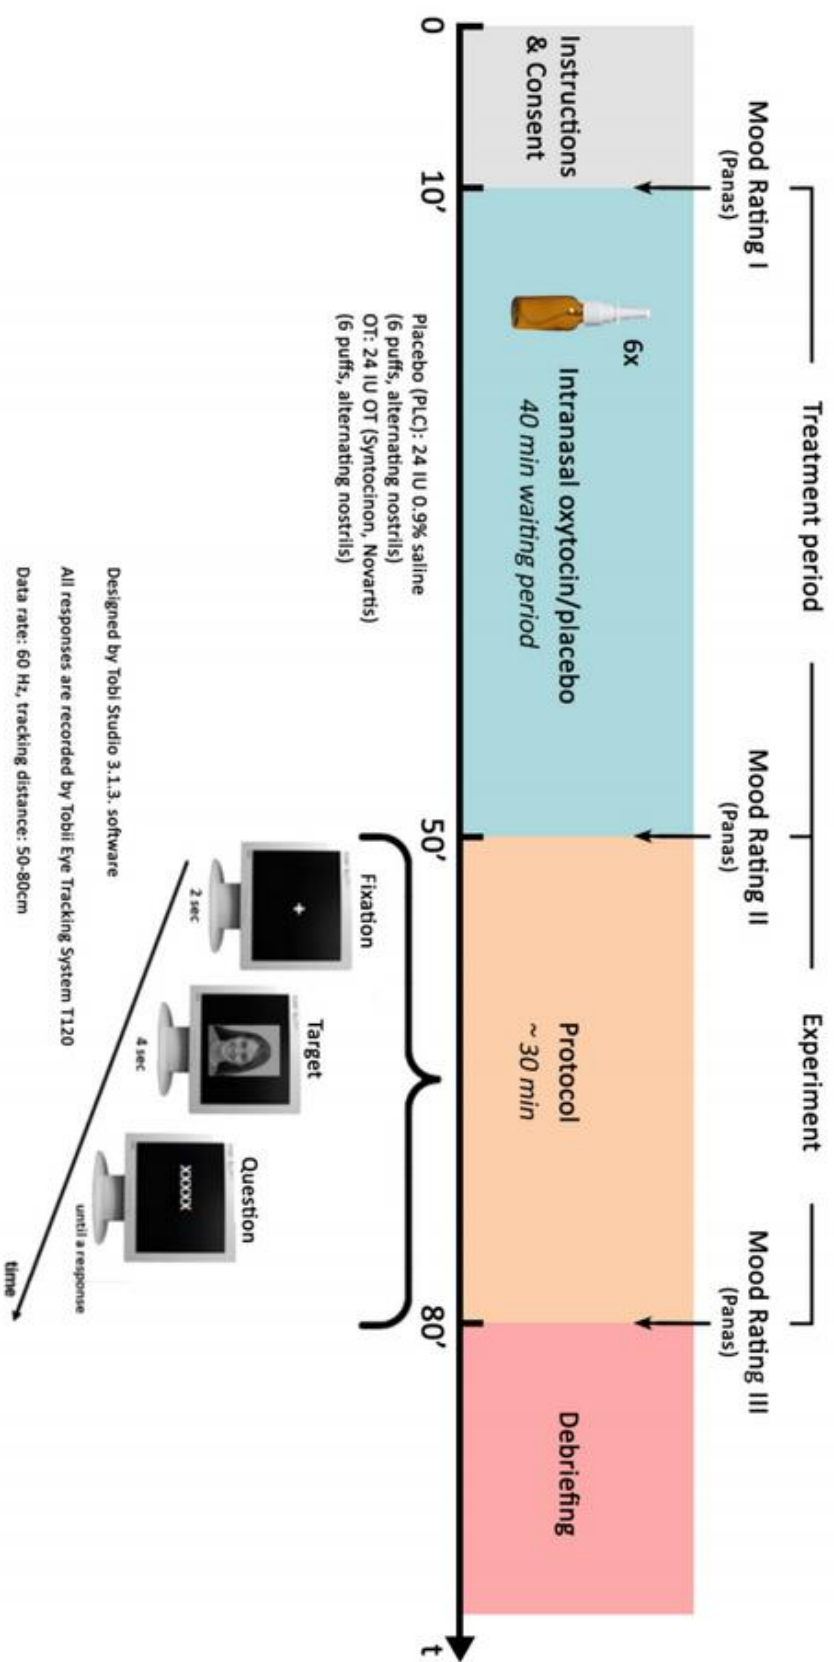 Treatment period
Experiment
Mood Rating I
(Panas)
Mood Rating II
(Panas)
Mood Rating III
(Panas)
Instructions
& Consent
6x
Intranasal oxytocin/placebo
40 min waiting period
Protocol
~ 30 min
Debriefing
0
10’
50’
80’
t
Placebo (PLC): 24 IU 0.9% saline
(6 puffs, alternating nostrils)
OT: 24 IU OT (Syntocinon, Novartis)
(6 puffs, alternating nostrils)
Fixation
+
2 sec
Target
4 sec
Question
XXXXX
until a response
time
Designed by Tobi Studio 3.1.3. software
All responses are recorded by Tobii Eye Tracking System T120
Data rate: 60 Hz, tracking distance: 50-80cm